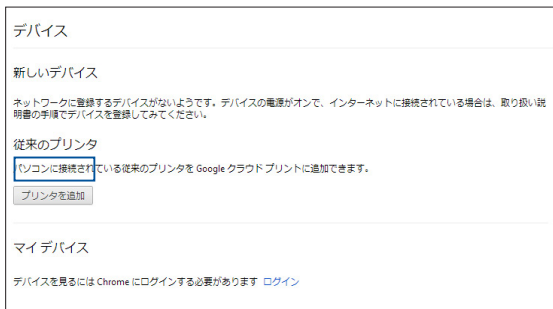 デバイス
新しいデバイス
ネットワークに登録するデバイスがないようです。デバイスの電源がオンで、インターネットに接続されている場合は、取り扱い説
明書の手順でデバイスを登録してみてください。
従来のプリンタ
パソコンに接続されている従来のプリンタを Google クラウド プリントに追加できます。
プリンタを追加
マイ デバイス
デバイスを見るには Chrome にログインする必要があります ログイン